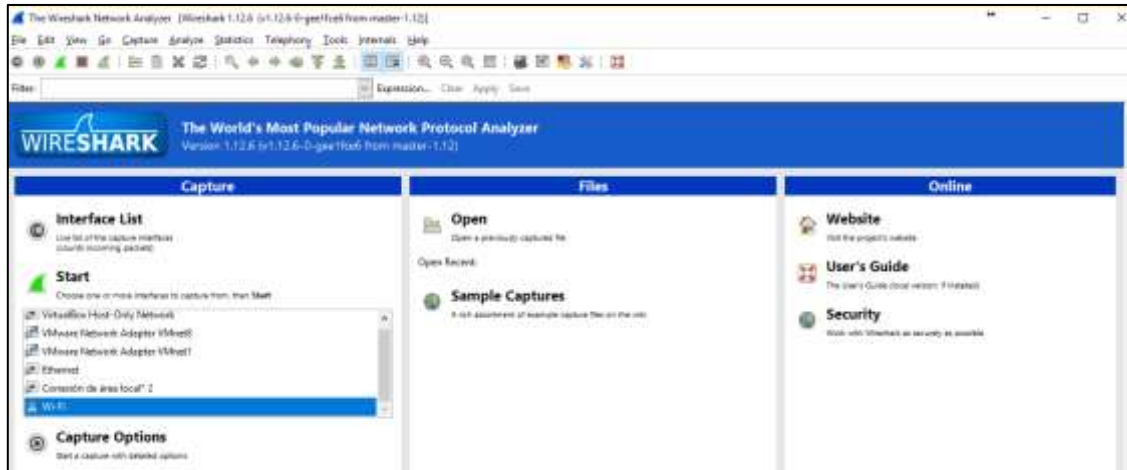 The Wireshark Network Analyzer [Wireshark 1.12.6 (v1.12.6-0-gee1fce6 from master-1.12)]
File Edit View Go Capture Analyze Statistics Telephony Tools Internals Help
Filter: Expression... Clear Apply Save
WIRESHARK
The World's Most Popular Network Protocol Analyzer
Version 1.12.6 (v1.12.6-0-gee1fce6 from master-1.12)
Capture
Interface List
Live list of the capture interfaces
(counts incoming packets)
Start
Choose one or more interfaces to capture from, then Start
VirtualBox Host-Only Network
VMware Network Adapter VMnet8
VMware Network Adapter VMnet1
Ethernet
Conexión de área local* 2
Wi-Fi
Capture Options
Start a capture with detailed options
Files
Open
Open a previously captured file
Open Recent:
Sample Captures
A rich assortment of example capture files on the wiki
Online
Website
Visit the project's website
User's Guide
The User's Guide (local version, if installed)
Security
Work with Wireshark as securely as possible